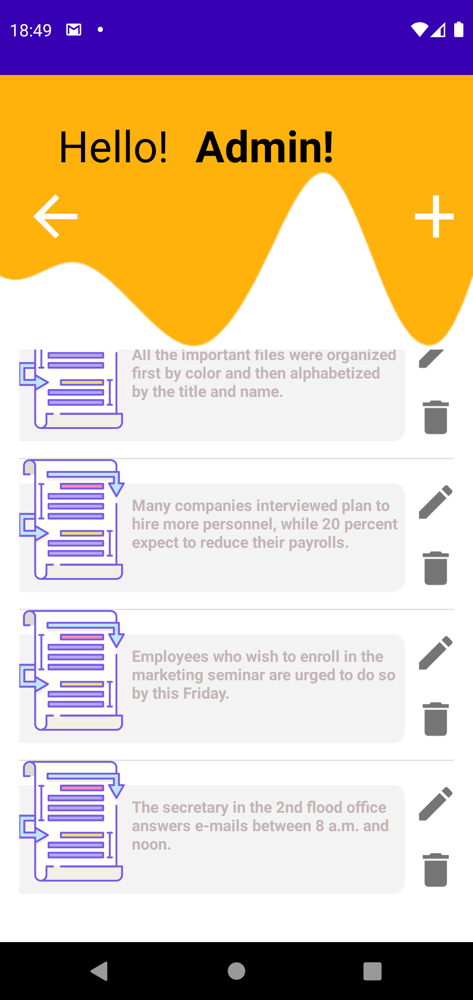 18:49
Hello! Admin!
All the important files were organized
first by color and then alphabetized
by the title and name.
Many companies interviewed plan to
hire more personnel, while 20 percent
expect to reduce their payrolls.
Employees who wish to enroll in the
marketing seminar are urged to do so
by this Friday.
The secretary in the 2nd flood office
answers e-mails between 8 a.m. and
noon.